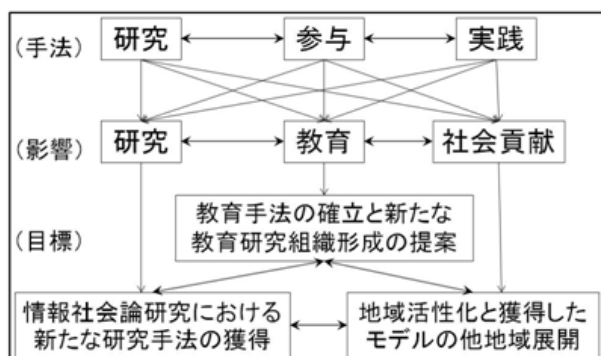 (手法) 研究 参与 実践
(影響) 研究 教育 社会貢献
(目標)
教育手法の確立と新たな
教育研究組織形成の提案
情報社会論研究における
新たな研究手法の獲得
地域活性化と獲得した
モデルの他地域展開